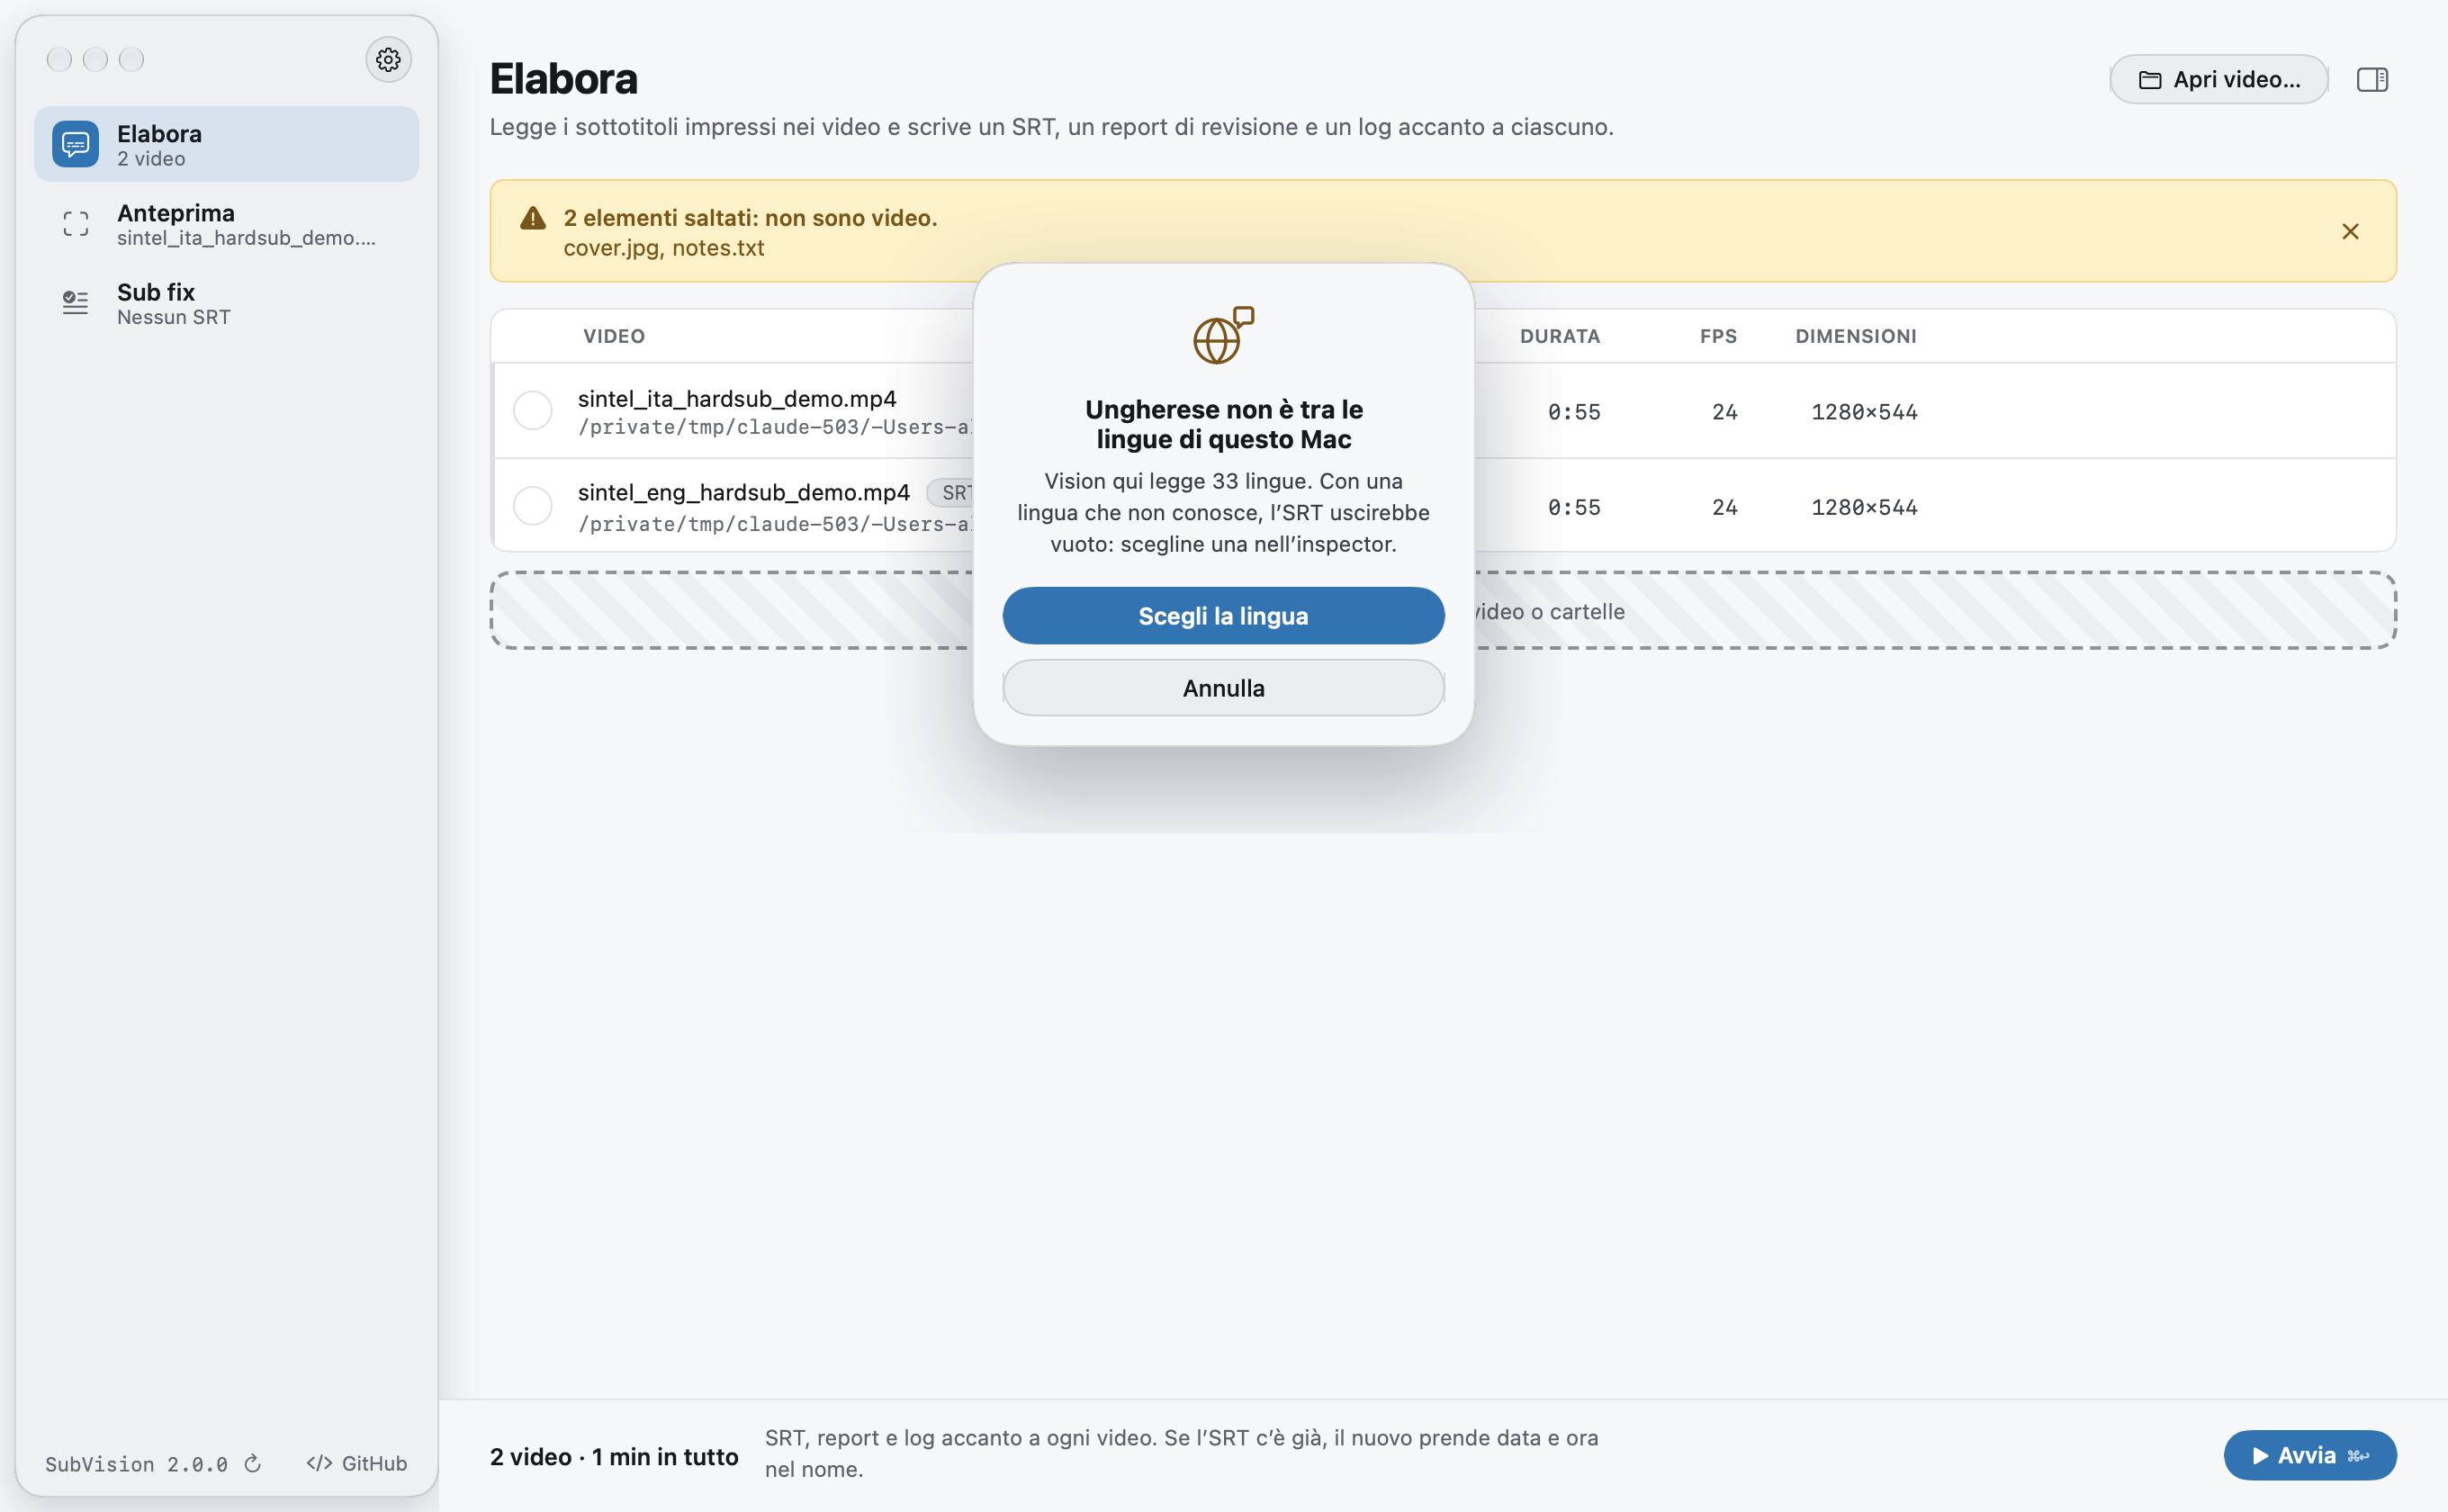 Elabora
2 video
Anteprima
sintel_ita_hardsub_demo....
Sub fix
Nessun SRT
SubVision 2.0.0
</> GitHub
Elabora
Apri video...
Legge i sottotitoli impressi nei video e scrive un SRT, un report di revisione e un log accanto a ciascuno.
2 elementi saltati: non sono video.
cover.jpg, notes.txt
VIDEO DURATA FPS DIMENSIONI
sintel_ita_hardsub_demo.mp4
/private/tmp/claude-503/-Users-a
0:55 24 1280×544
sintel_eng_hardsub_demo.mp4 SRT
/private/tmp/claude-503/-Users-a
0:55 24 1280×544
video o cartelle
Ungherese non è tra le
lingue di questo Mac
Vision qui legge 33 lingue. Con una
lingua che non conosce, l’SRT uscirebbe
vuoto: scegline una nell’inspector.
Scegli la lingua
Annulla
2 video · 1 min in tutto
SRT, report e log accanto a ogni video. Se l’SRT c’è già, il nuovo prende data e ora
nel nome.
Avvia ⌘↩